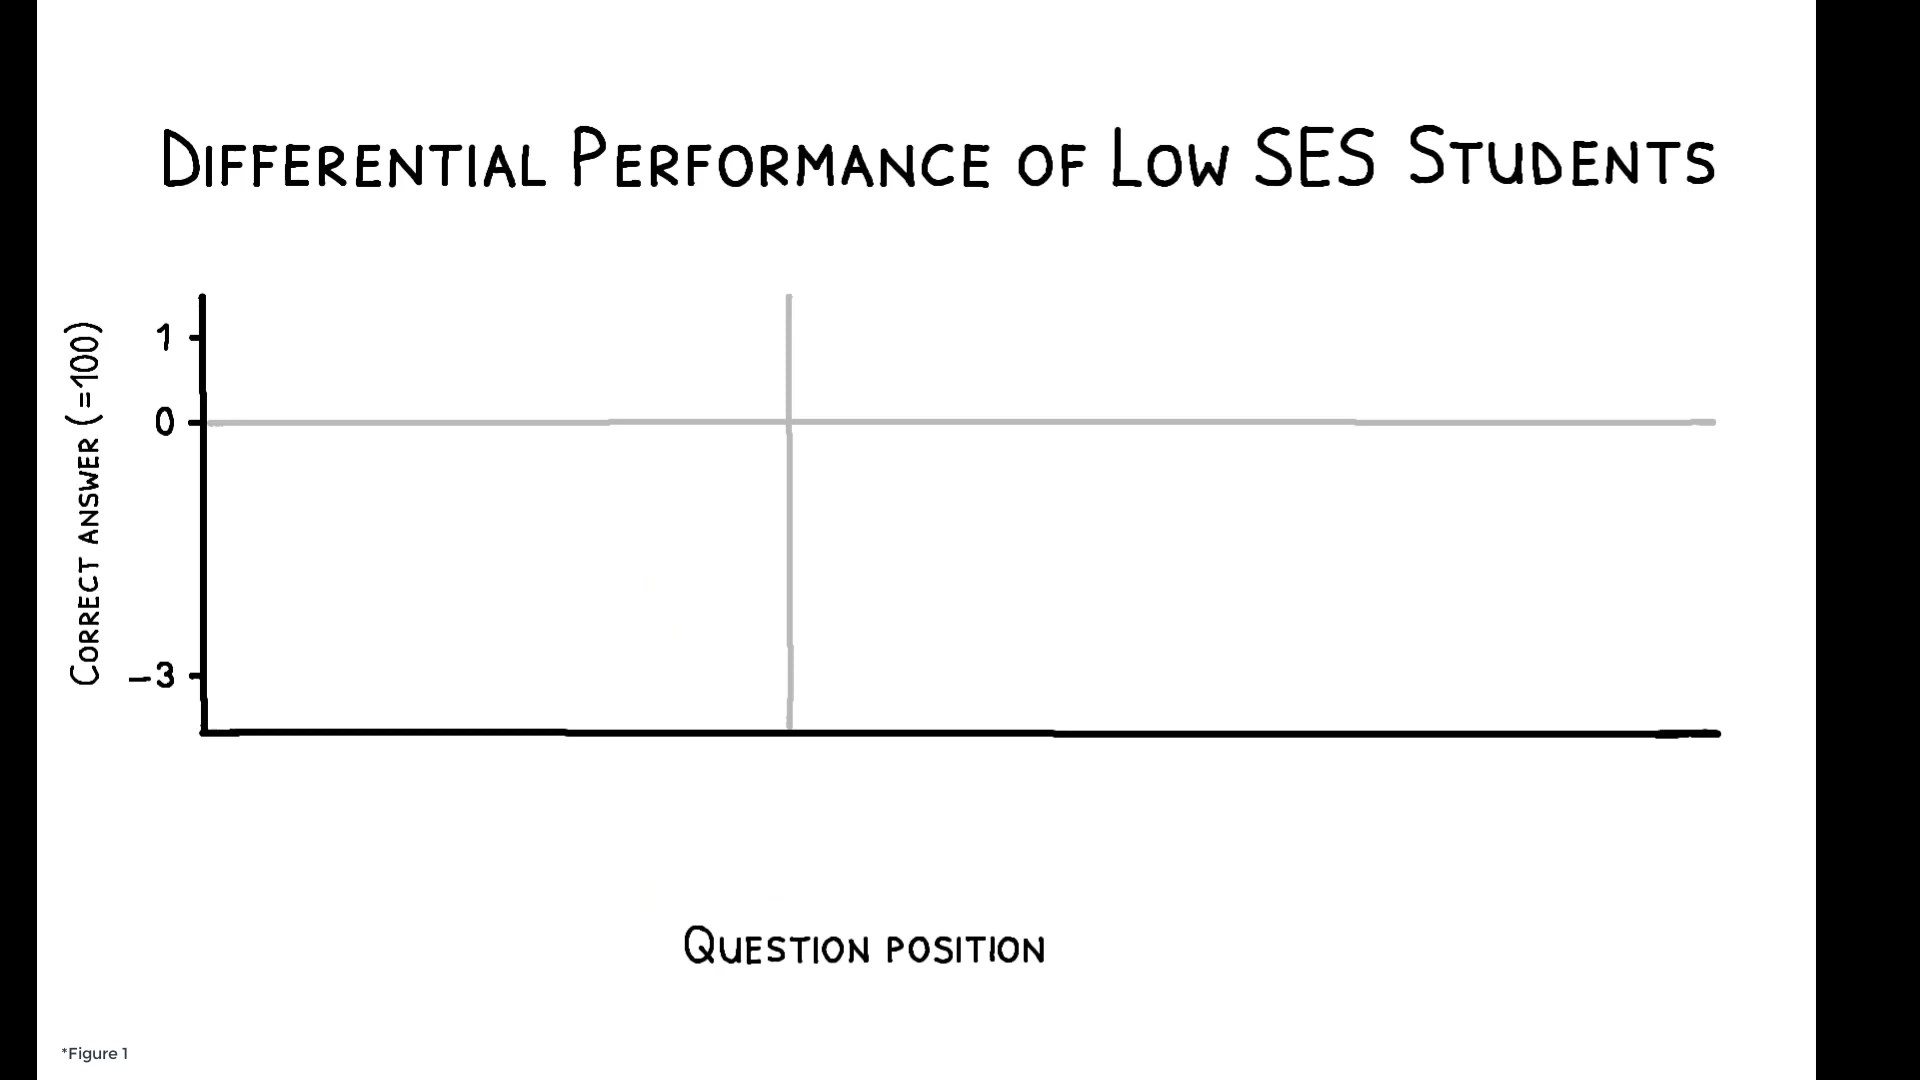 Differential Performance of Low SES Students
Correct answer (=100)
1
0
-3
Question position
*Figure 1